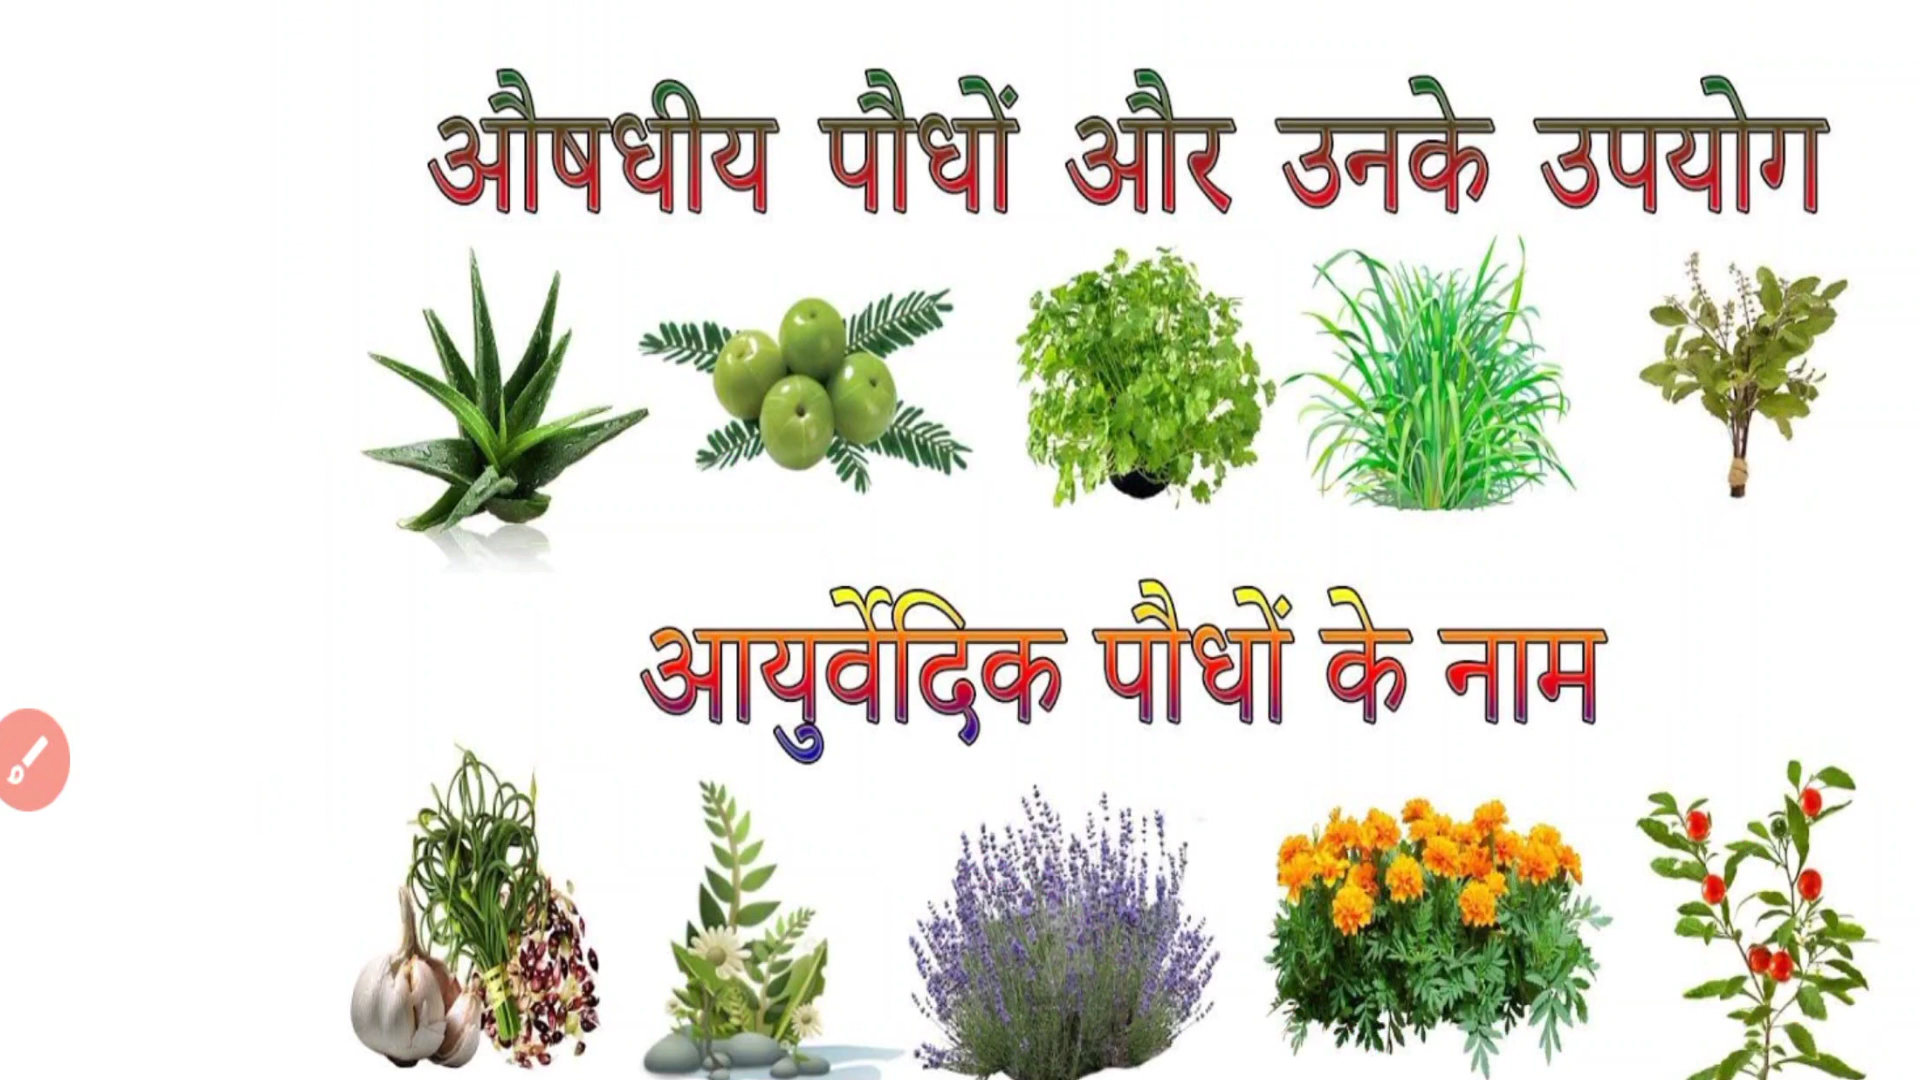 औषधीय पौधों और उनके उपयोग
आयुर्वेदिक पौधों के नाम